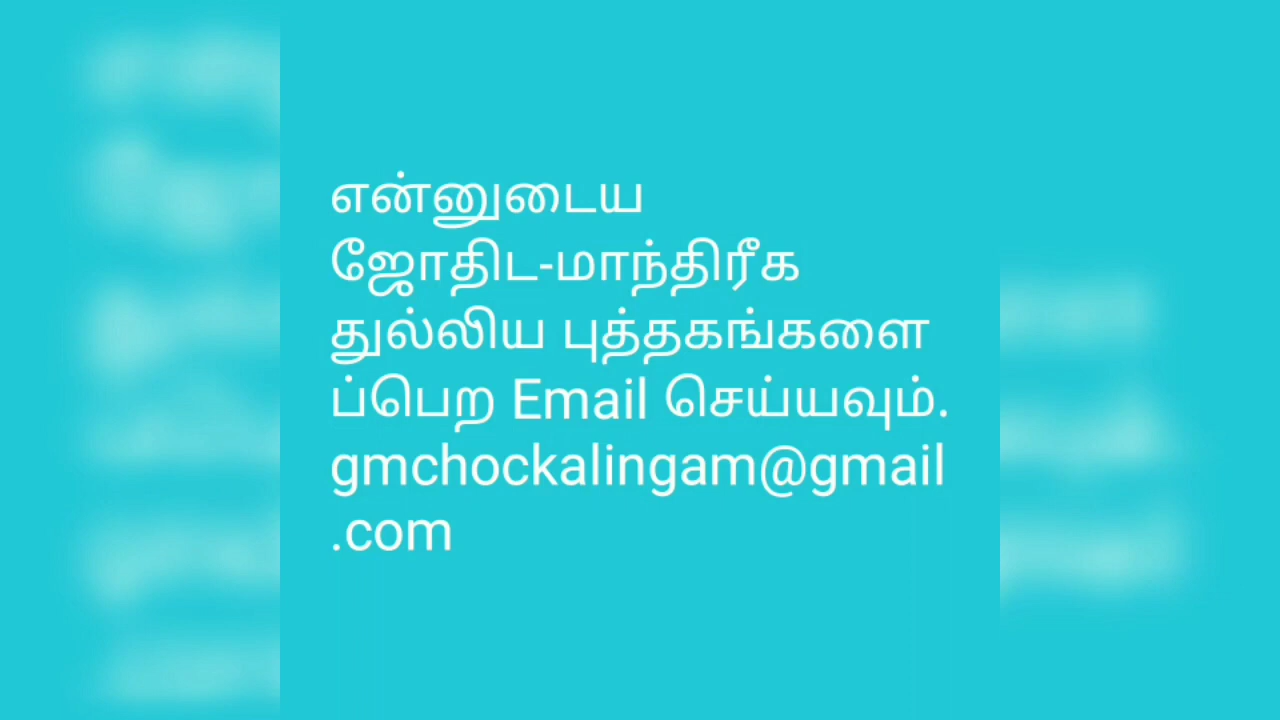 என்னுடைய
ஜோதிட-மாந்திரீக
துல்லிய புத்தகங்களை
ப்பெற Email செய்யவும்.
gmchockalingam@gmail
.com